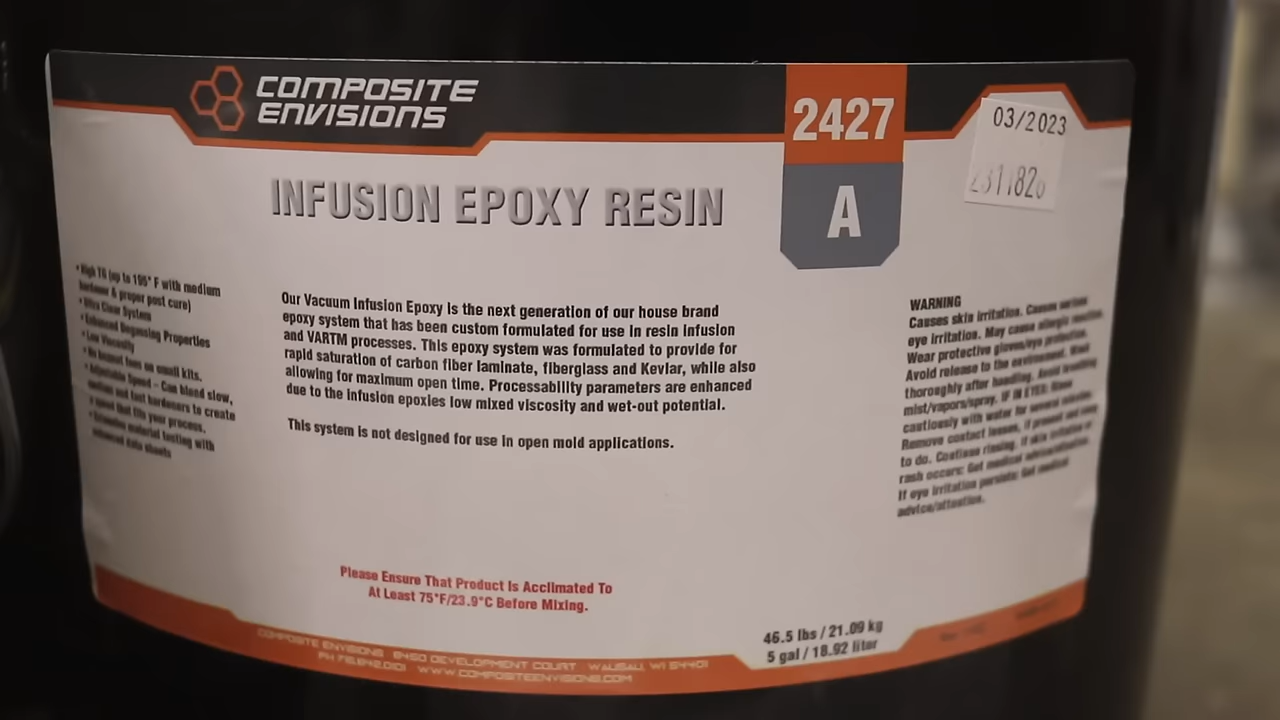 COMPOSITE
ENVISIONS
2427
A
03/2023
INFUSION EPOXY RESIN
• High TG (up to 195° F with medium
hardener & proper post cure)
• Ultra Clear System
• Enhanced Degassing Properties
• Low Viscosity
• No hazmat fees on small kits.
• Adjustable Speed - Can blend slow,
medium and fast hardeners to create
a speed that fits your process.
• Extensive material testing with
enhanced data sheets
Our Vacuum Infusion Epoxy is the next generation of our house brand
epoxy system that has been custom formulated for use in resin infusion
and VARTM processes. This epoxy system was formulated to provide for
rapid saturation of carbon fiber laminate, fiberglass and Kevlar, while also
allowing for maximum open time. Processability parameters are enhanced
due to the infusion epoxies low mixed viscosity and wet-out potential.
This system is not designed for use in open mold applications.
WARNING
Causes skin irritation. Causes serious
eye irritation. May cause allergic reaction.
Wear protective gloves/eye protection.
Avoid release to the environment. Wash
thoroughly after handling. Avoid breathing
mist/vapors/spray. IF IN EYES: Rinse
cautiously with water for several minutes.
Remove contact lenses, if present and easy
to do. Continue rinsing. If skin irritation or
rash occurs: Get medical advice/attention.
If eye irritation persists: Get medical
advice/attention.
Please Ensure That Product Is Acclimated To
At Least 75°F/23.9°C Before Mixing.
46.5 lbs / 21.09 kg
5 gal / 18.92 liter
COMPOSITE ENVISIONS 8450 DEVELOPMENT COURT WAUSAU, WI 54401
PH 715.842.0101 WWW.COMPOSITEENVISIONS.COM